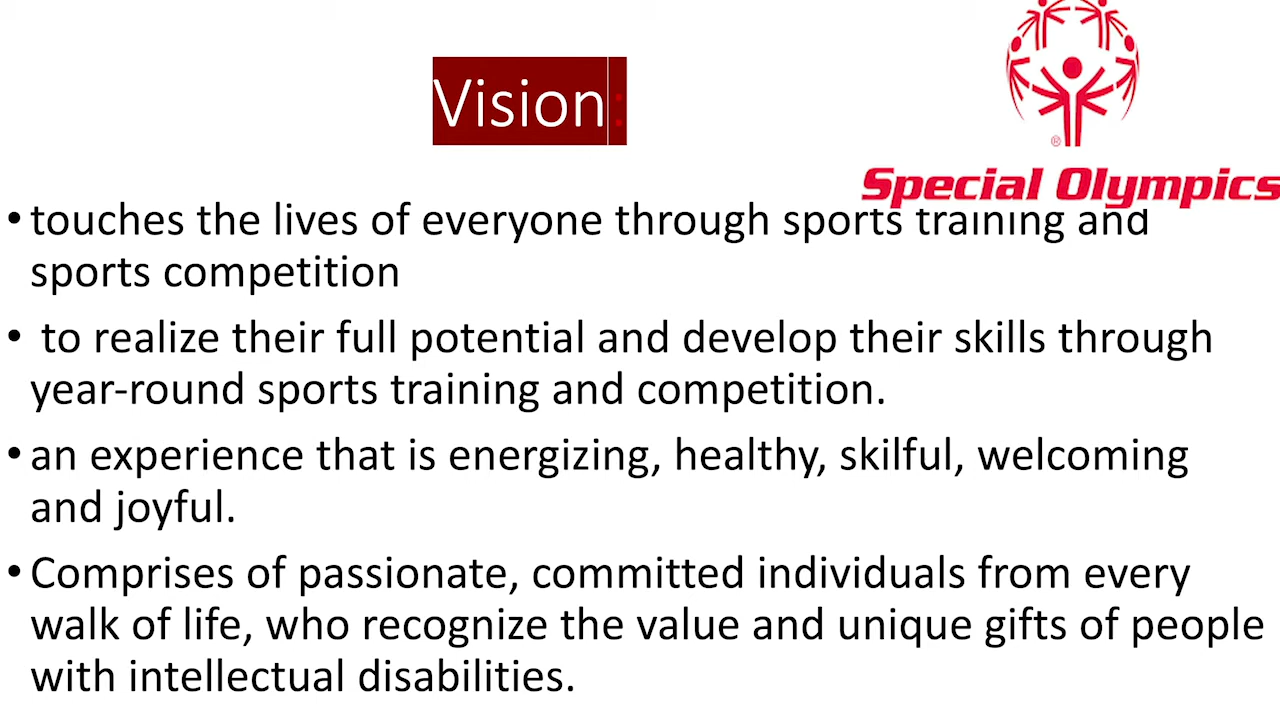 Vision:
®
Special Olympics
• touches the lives of everyone through sports training and
sports competition
• to realize their full potential and develop their skills through
year-round sports training and competition.
• an experience that is energizing, healthy, skilful, welcoming
and joyful.
• Comprises of passionate, committed individuals from every
walk of life, who recognize the value and unique gifts of people
with intellectual disabilities.